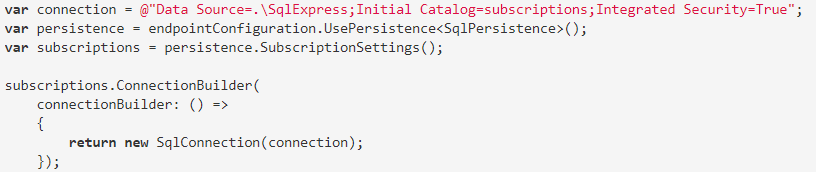 var connection = @"Data Source=.\SqlExpress;Initial Catalog=subscriptions;Integrated Security=True";
var persistence = endpointConfiguration.UsePersistence<SqlPersistence>();
var subscriptions = persistence.SubscriptionSettings();

subscriptions.ConnectionBuilder(
    connectionBuilder: () =>
    {
        return new SqlConnection(connection);
    });